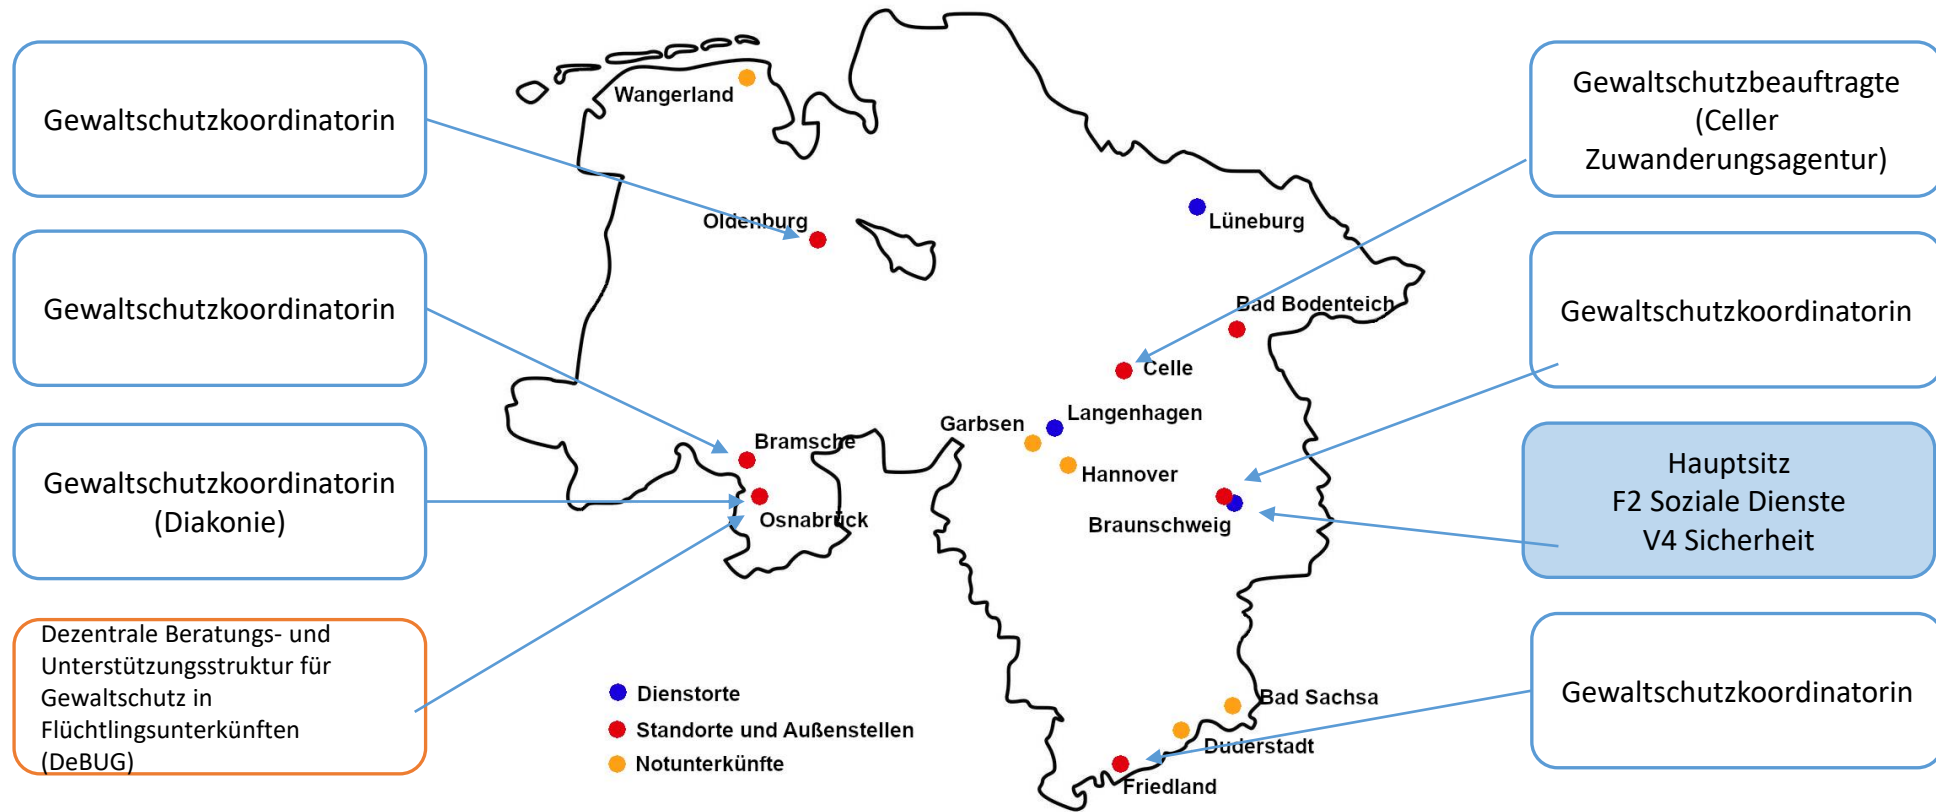 Gewaltschutzkoordinatorin
Gewaltschutzkoordinatorin
Gewaltschutzkoordinatorin
(Diakonie)
Dezentrale Beratungs- und
Unterstützungsstruktur für
Gewaltschutz in
Flüchtlingsunterkünften
(DeBUG)
Wangerland
Oldenburg
Lüneburg
Bad Bodenteich
Celle
Langenhagen
Garbsen
Hannover
Bramsche
Osnabrück
Braunschweig
Bad Sachsa
Duderstadt
Friedland
Dienstorte
Standorte und Außenstellen
Notunterkünfte
Gewaltschutzbeauftragte
(Celler
Zuwanderungsagentur)
Gewaltschutzkoordinatorin
Hauptsitz
F2 Soziale Dienste
V4 Sicherheit
Gewaltschutzkoordinatorin